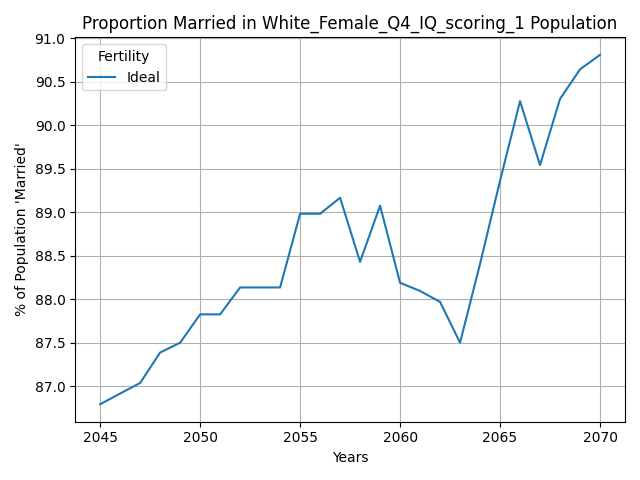 Proportion Married in White_Female_Q4_IQ_scoring_1 Population
% of Population 'Married'
91.0
90.5
90.0
89.5
89.0
88.5
88.0
87.5
87.0
Fertility
Ideal
2045 2050 2055 2060 2065 2070
Years